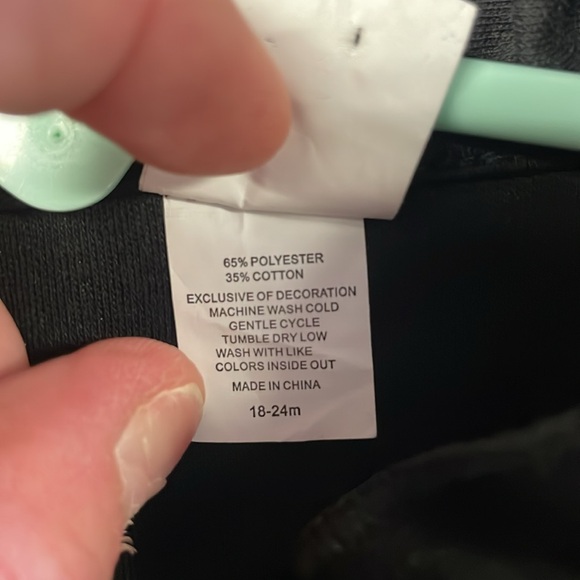 65% POLYESTER
35% COTTON
EXCLUSIVE OF DECORATION
MACHINE WASH COLD
GENTLE CYCLE
TUMBLE DRY LOW
WASH WITH LIKE
COLORS INSIDE OUT
MADE IN CHINA
18-24m